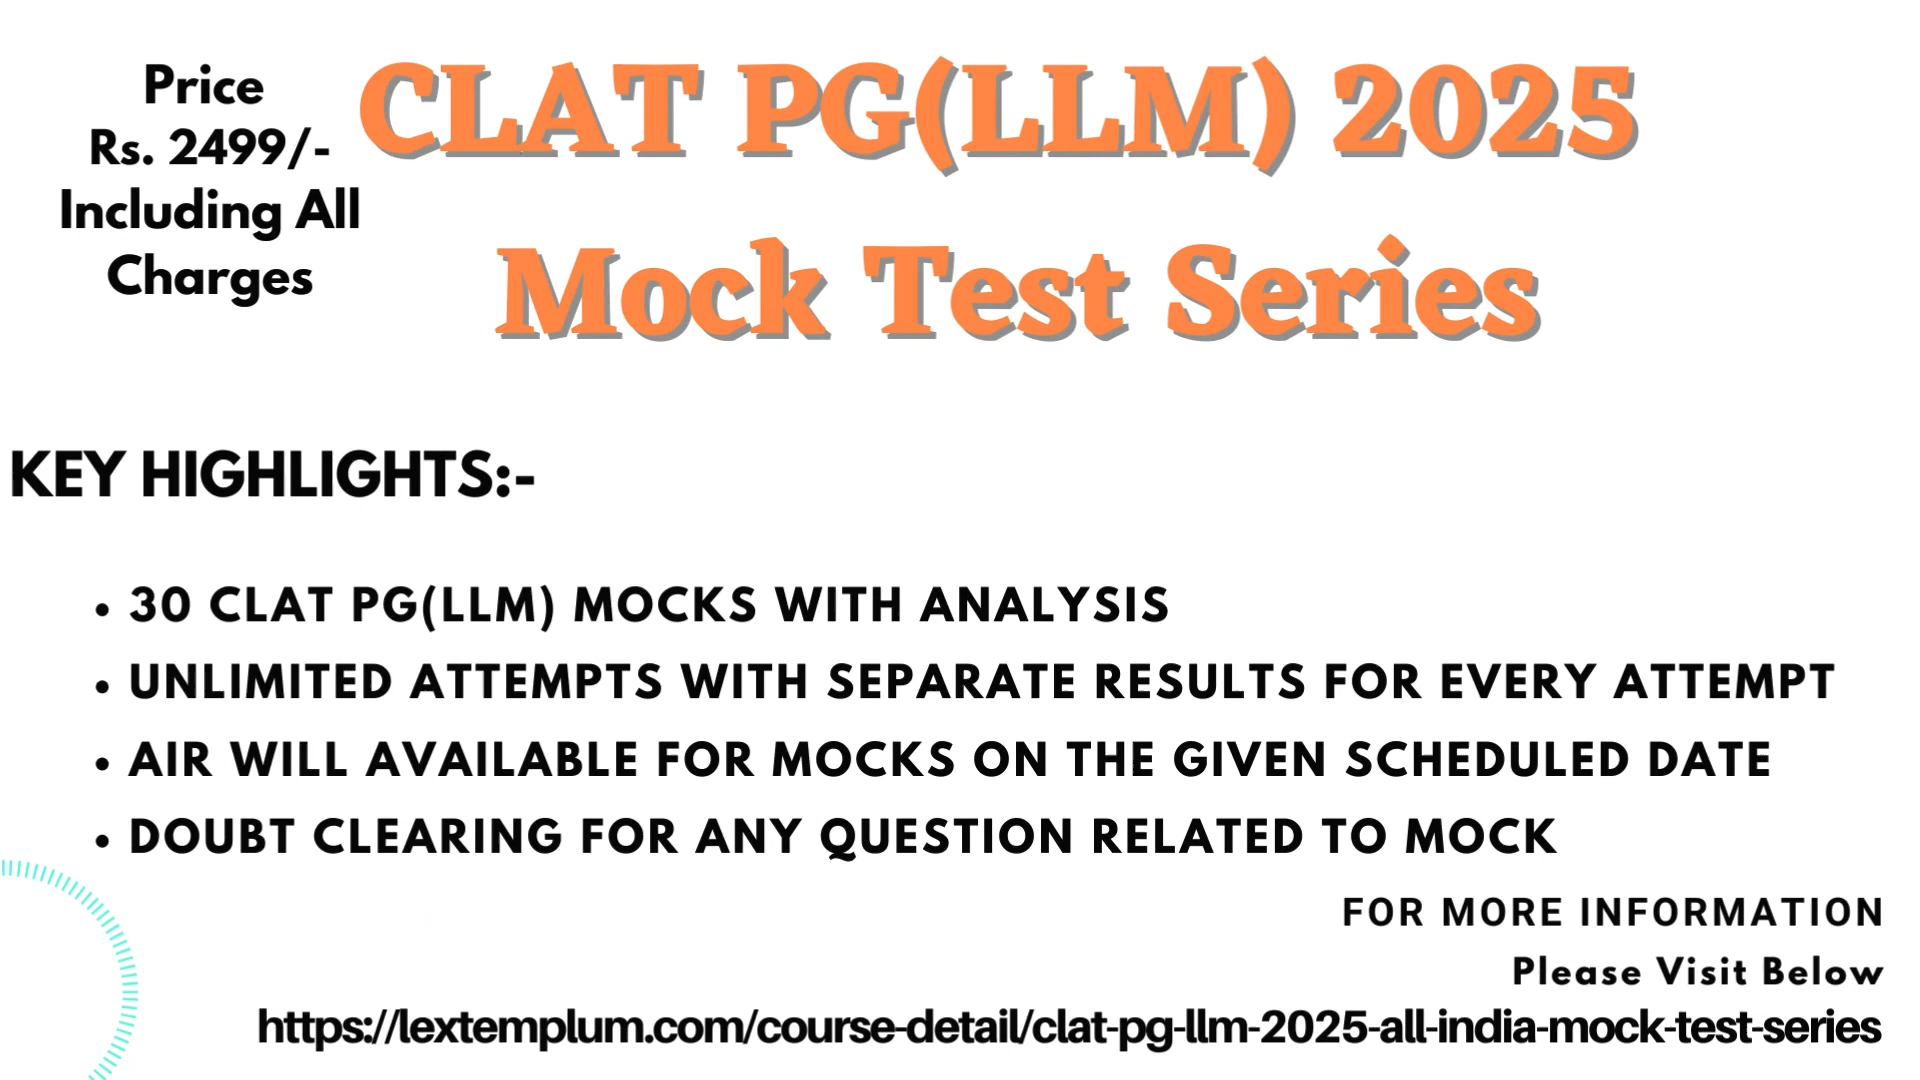 Price
Rs. 2499/-
Including All
Charges
CLAT PG(LLM) 2025
Mock Test Series
KEY HIGHLIGHTS:-
• 30 CLAT PG(LLM) MOCKS WITH ANALYSIS
• UNLIMITED ATTEMPTS WITH SEPARATE RESULTS FOR EVERY ATTEMPT
• AIR WILL AVAILABLE FOR MOCKS ON THE GIVEN SCHEDULED DATE
• DOUBT CLEARING FOR ANY QUESTION RELATED TO MOCK
FOR MORE INFORMATION
Please Visit Below
https://lextemplum.com/course-detail/clat-pg-llm-2025-all-india-mock-test-series